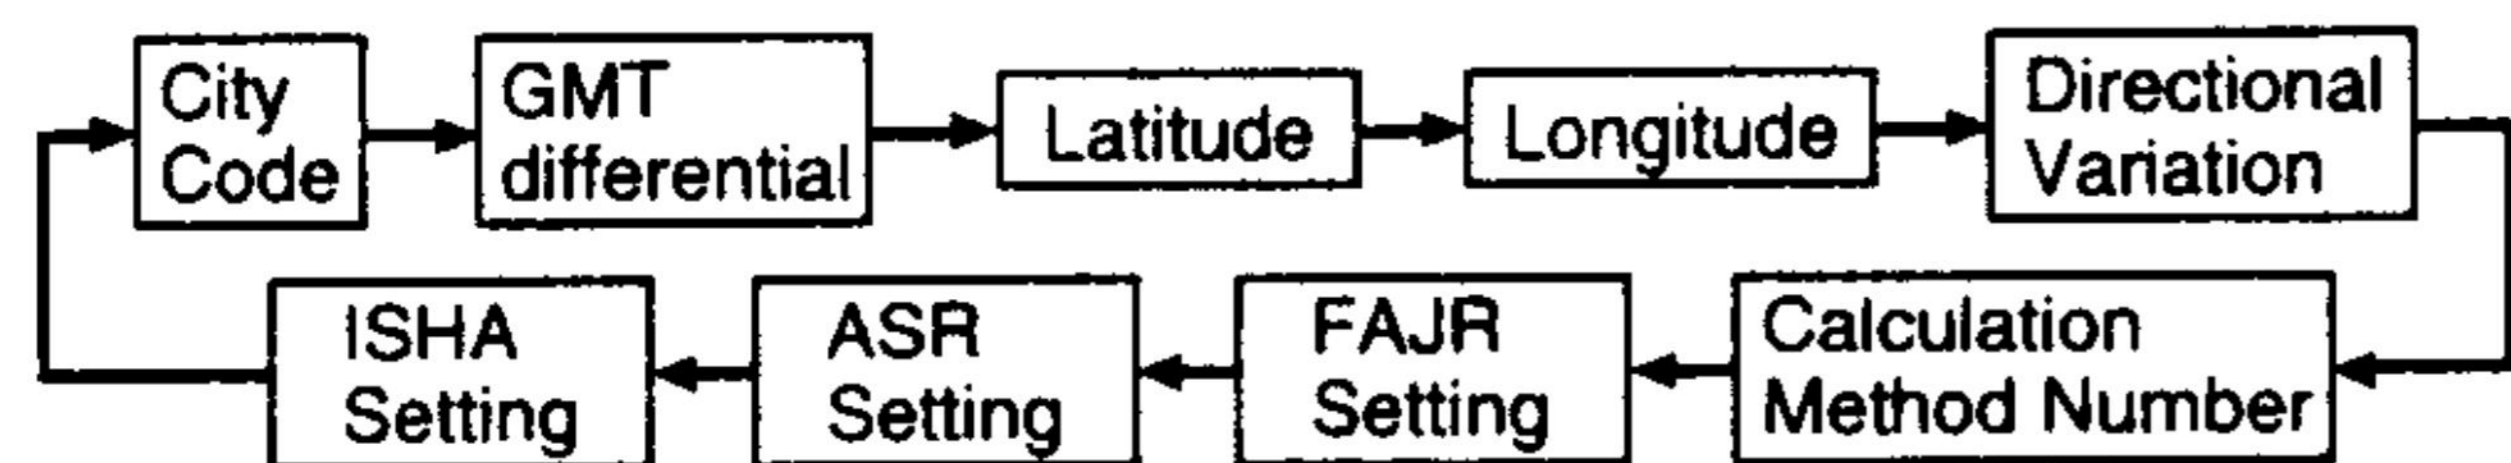 City
Code
GMT
differential
Latitude
Longitude
Directional
Variation
ISHA
Setting
ASR
Setting
FAJR
Setting
Calculation
Method Number